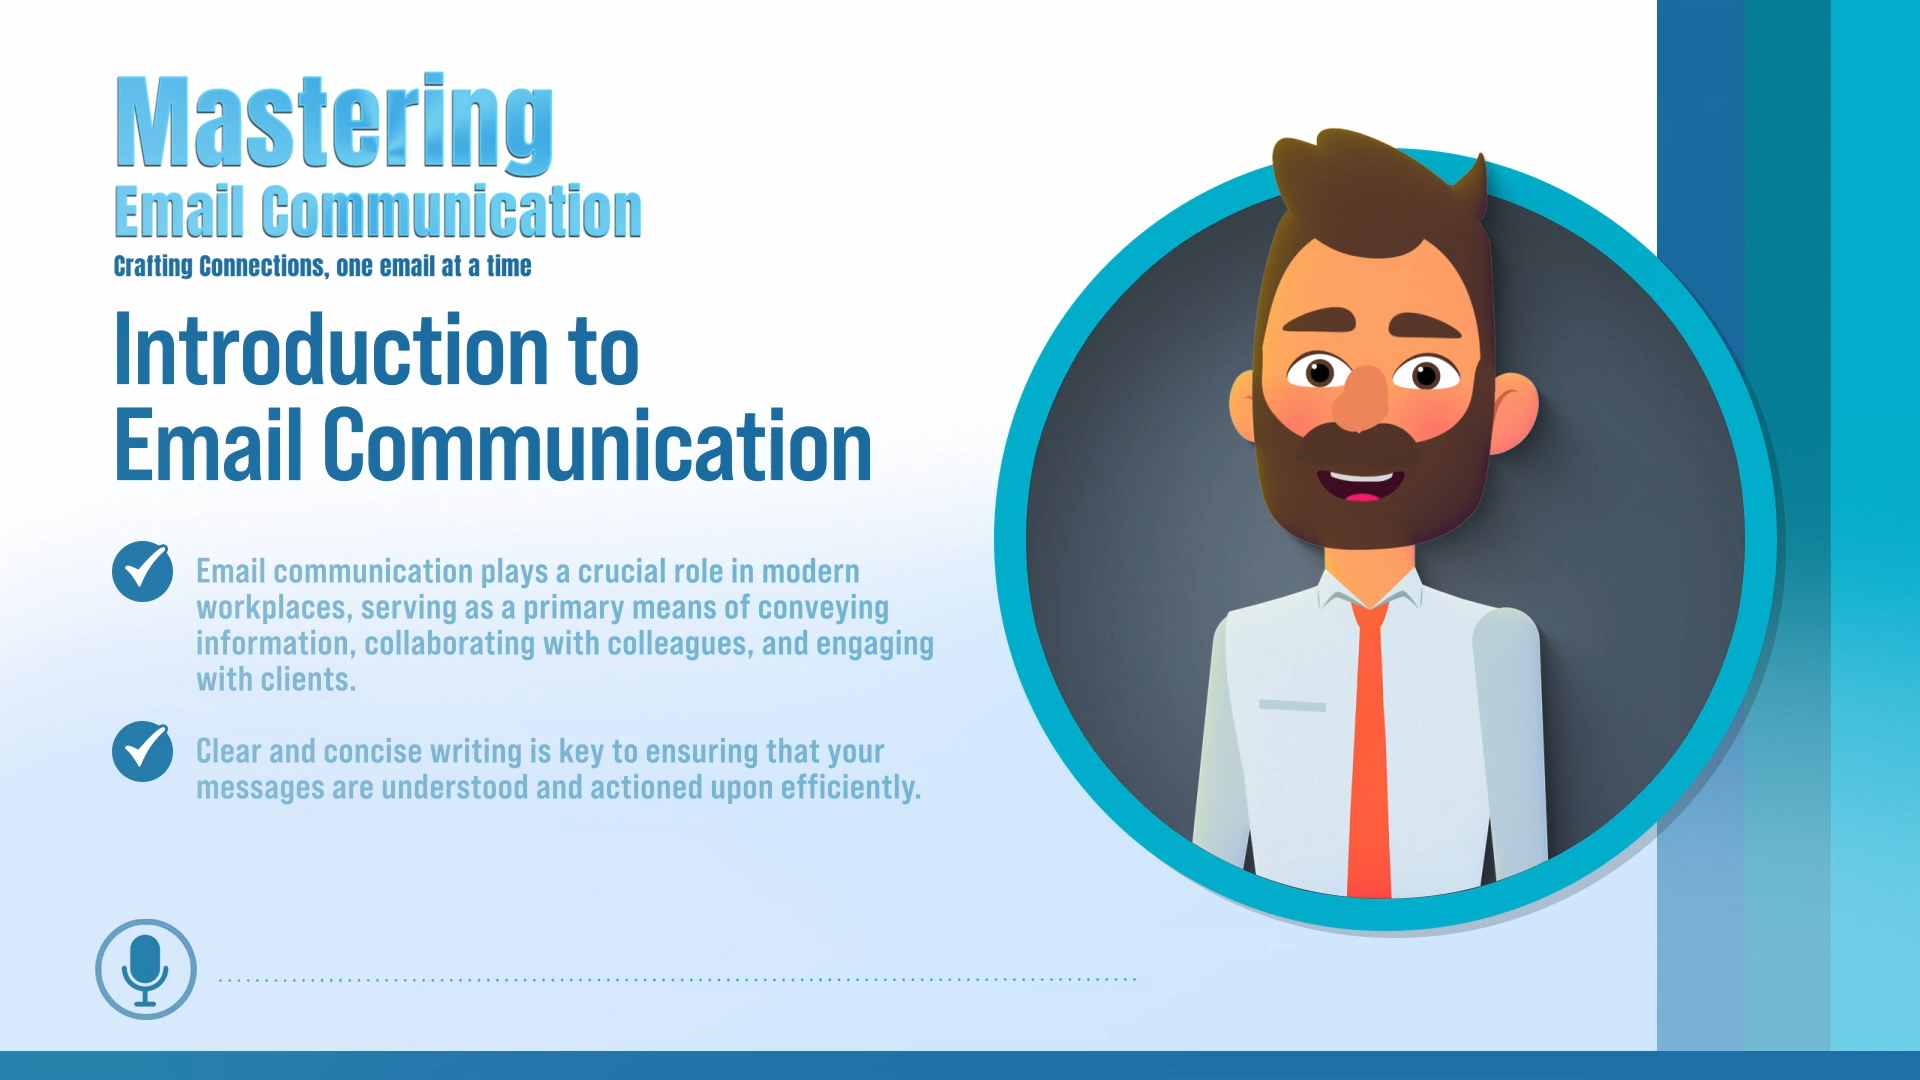 Mastering
Email Communication
Crafting Connections, one email at a time
Introduction to
Email Communication
Email communication plays a crucial role in modern
workplaces, serving as a primary means of conveying
information, collaborating with colleagues, and engaging
with clients.
Clear and concise writing is key to ensuring that your
messages are understood and actioned upon efficiently.